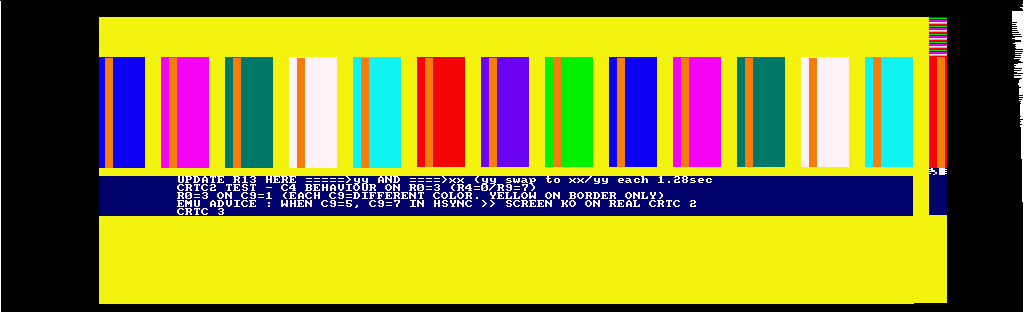 UPDATE R13 HERE =====>yy AND ====>xx (yy swap to xx/yy each 1.28sec
CRTC2 TEST - C4 BEHAVIOUR ON R0=3 (R4=0/R9=7)
R0=3 ON C9=1 (EACH C9=DIFFERENT COLOR. YELLOW ON BORDER ONLY)
EMU ADVICE : WHEN C9=5, C9=7 IN HSYNC >> SCREEN KO ON REAL CRTC 2
CRTC 3